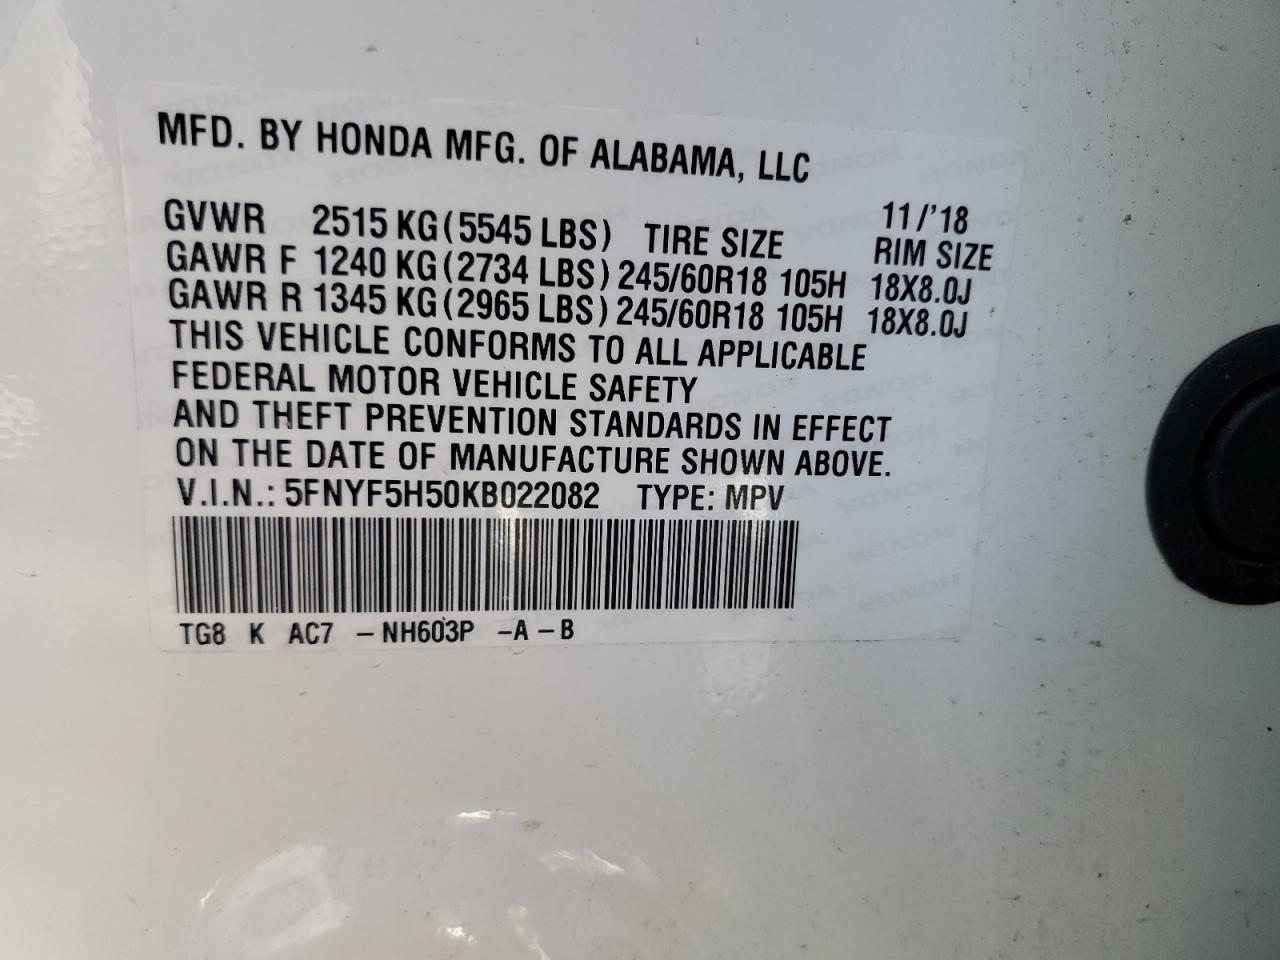 MFD. BY HONDA MFG. OF ALABAMA, LLC
11/'18
GVWR 2515 KG (5545 LBS) TIRE SIZE RIM SIZE
GAWR F 1240 KG (2734 LBS) 245/60R18 105H 18X8.0J
GAWR R 1345 KG (2965 LBS) 245/60R18 105H 18X8.0J
THIS VEHICLE CONFORMS TO ALL APPLICABLE
FEDERAL MOTOR VEHICLE SAFETY
AND THEFT PREVENTION STANDARDS IN EFFECT
ON THE DATE OF MANUFACTURE SHOWN ABOVE.
V.I.N.: 5FNYF5H50KB022082 TYPE: MPV
TG8 K AC7 -NH603P -A -B